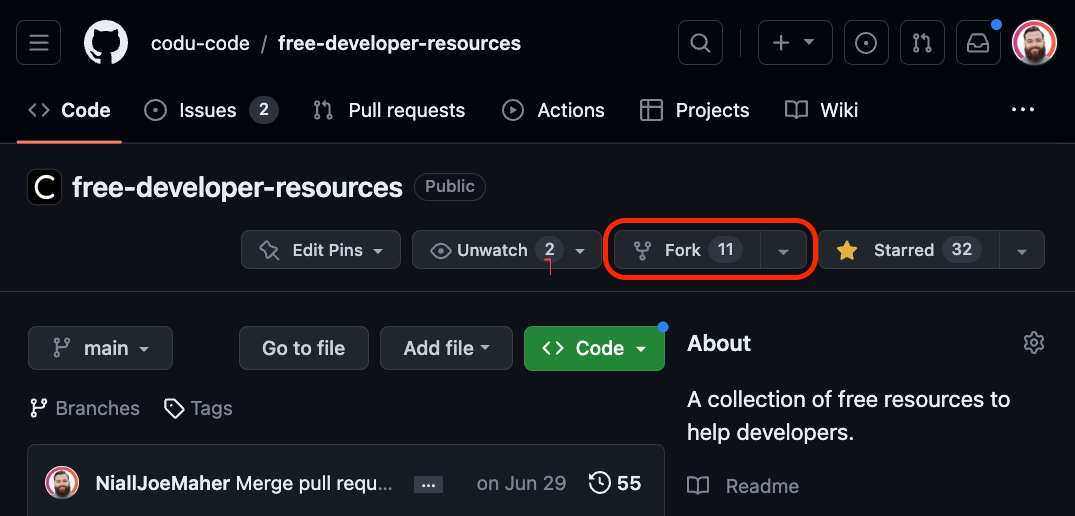 codu-code / free-developer-resources
Code Issues 2 Pull requests Actions Projects Wiki ...
C free-developer-resources Public
Edit Pins Unwatch 2 Fork 11 Starred 32
main Go to file Add file Code
About
Branches Tags
A collection of free resources to
help developers.
NiallJoeMaher Merge pull requ... ... on Jun 29 55
Readme